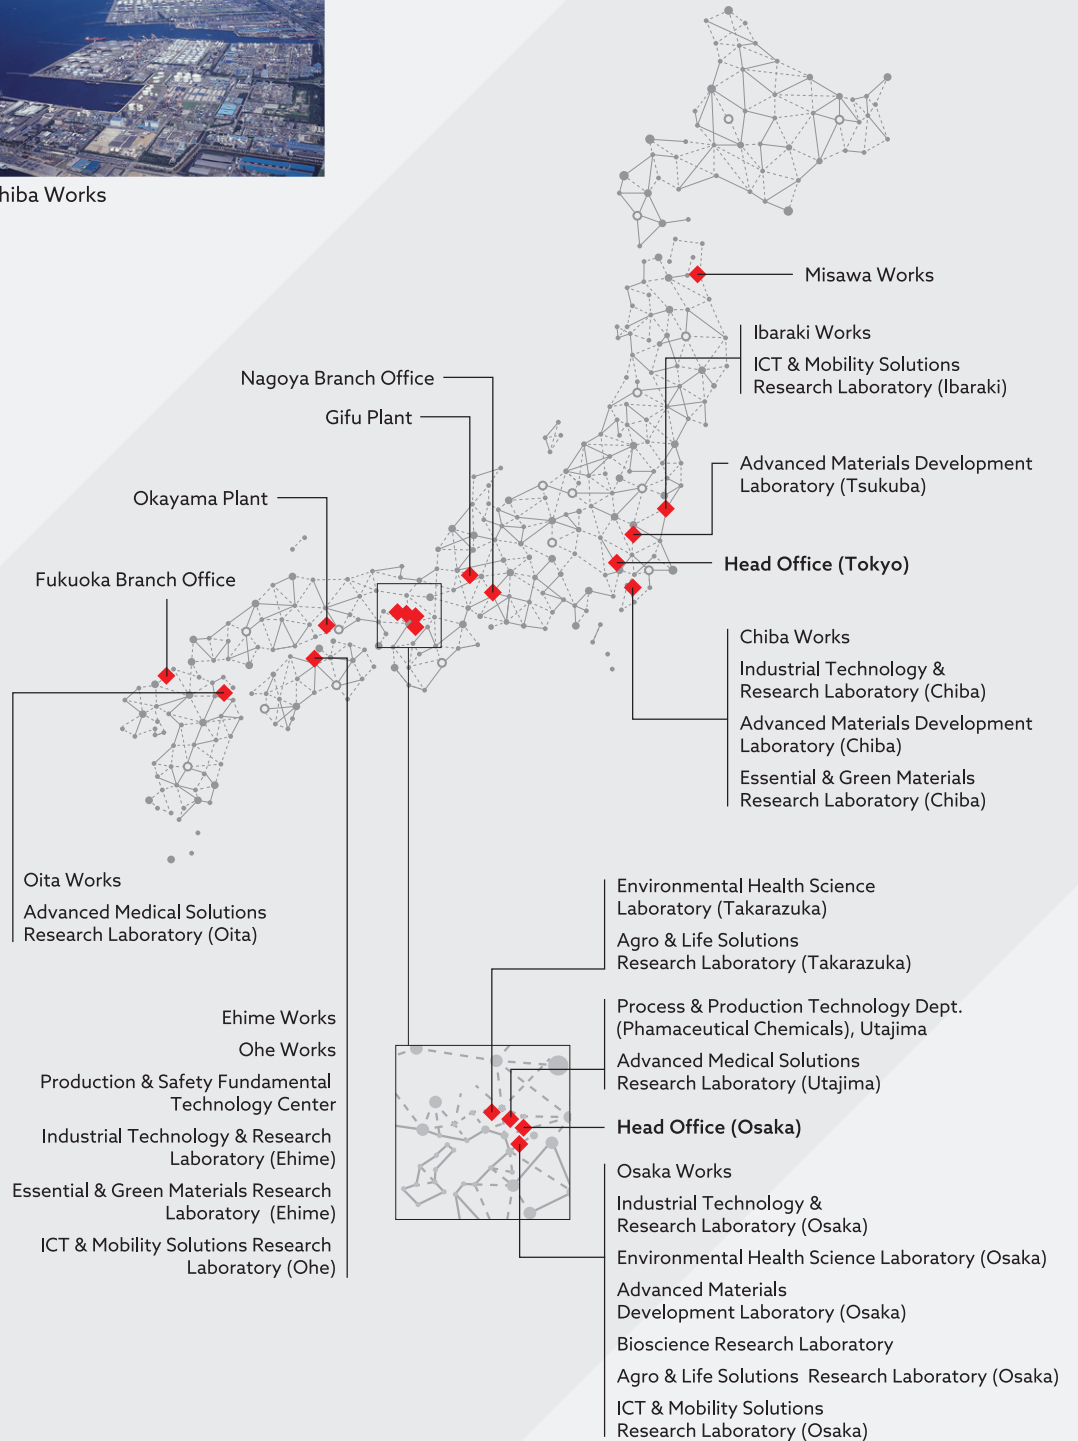 hiba Works
Misawa Works
Ibaraki Works
ICT & Mobility Solutions
Research Laboratory (Ibaraki)
Nagoya Branch Office
Gifu Plant
Advanced Materials Development
Laboratory (Tsukuba)
Okayama Plant
Head Office (Tokyo)
Fukuoka Branch Office
Chiba Works
Industrial Technology &
Research Laboratory (Chiba)
Advanced Materials Development
Laboratory (Chiba)
Essential & Green Materials
Research Laboratory (Chiba)
Oita Works
Advanced Medical Solutions
Research Laboratory (Oita)
Environmental Health Science
Laboratory (Takarazuka)
Agro & Life Solutions
Research Laboratory (Takarazuka)
Process & Production Technology Dept.
(Phamaceutical Chemicals), Utajima
Advanced Medical Solutions
Research Laboratory (Utajima)
Ehime Works
Ohe Works
Production & Safety Fundamental
Technology Center
Industrial Technology & Research
Laboratory (Ehime)
Essential & Green Materials Research
Laboratory (Ehime)
ICT & Mobility Solutions Research
Laboratory (Ohe)
Head Office (Osaka)
Osaka Works
Industrial Technology &
Research Laboratory (Osaka)
Environmental Health Science Laboratory (Osaka)
Advanced Materials
Development Laboratory (Osaka)
Bioscience Research Laboratory
Agro & Life Solutions Research Laboratory (Osaka)
ICT & Mobility Solutions
Research Laboratory (Osaka)